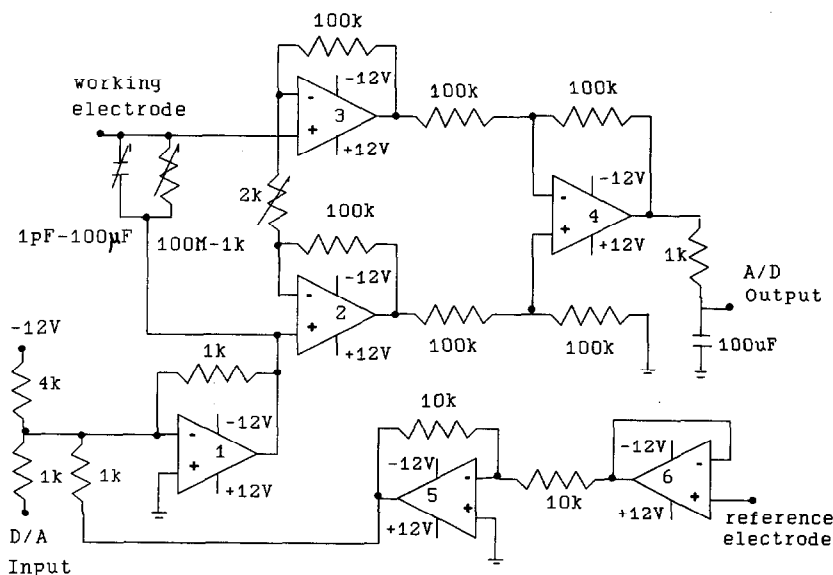 100k
-12V
working
electrode
-
3
+
+12V
100k
100k
2k
100k
-12V
-
4
+
+12V
1pF-100µF
100M-1k
1k
A/D
Output
-12V
-
2
+
+12V
100k
100k
100uF
-12V
4k
1k
-12V
-
1
+
+12V
10k
1k
1k
-12V
-
5
+
+12V
10k
-12V
-
6
+
+12V
D/A
Input
reference
electrode